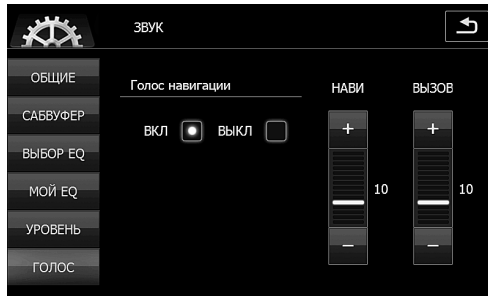 ЗВУК
ОБЩИЕ
САБВУФЕР
ВЫБОР EQ
МОЙ EQ
УРОВЕНЬ
ГОЛОС
Голос навигации
ВКЛ ВЫКЛ
НАВИ ВЫЗОВ
+ +
10 10
– –